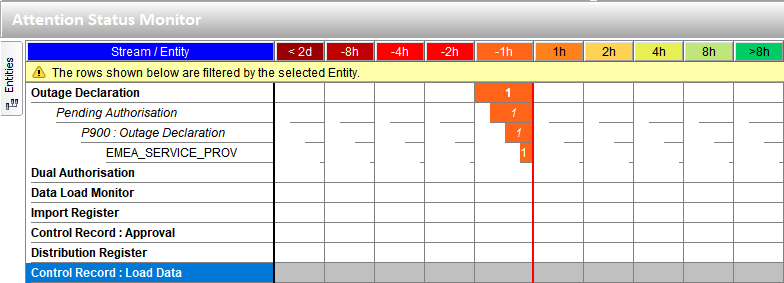 Attention Status Monitor
Entities
Stream / Entity < 2d -8h -4h -2h -1h 1h 2h 4h 8h >8h
The rows shown below are filtered by the selected Entity.
Outage Declaration 1
Pending Authorisation 1
P900 : Outage Declaration 1
EMEA_SERVICE_PROV 1
Dual Authorisation
Data Load Monitor
Import Register
Control Record : Approval
Distribution Register
Control Record : Load Data